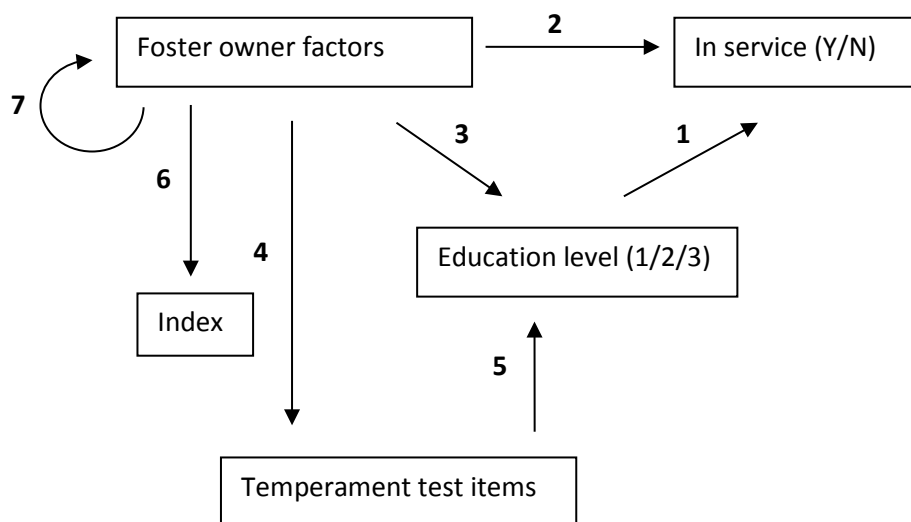 Foster owner factors
2
In service (Y/N)
7
3
1
6
4
Education level (1/2/3)
Index
5
Temperament test items